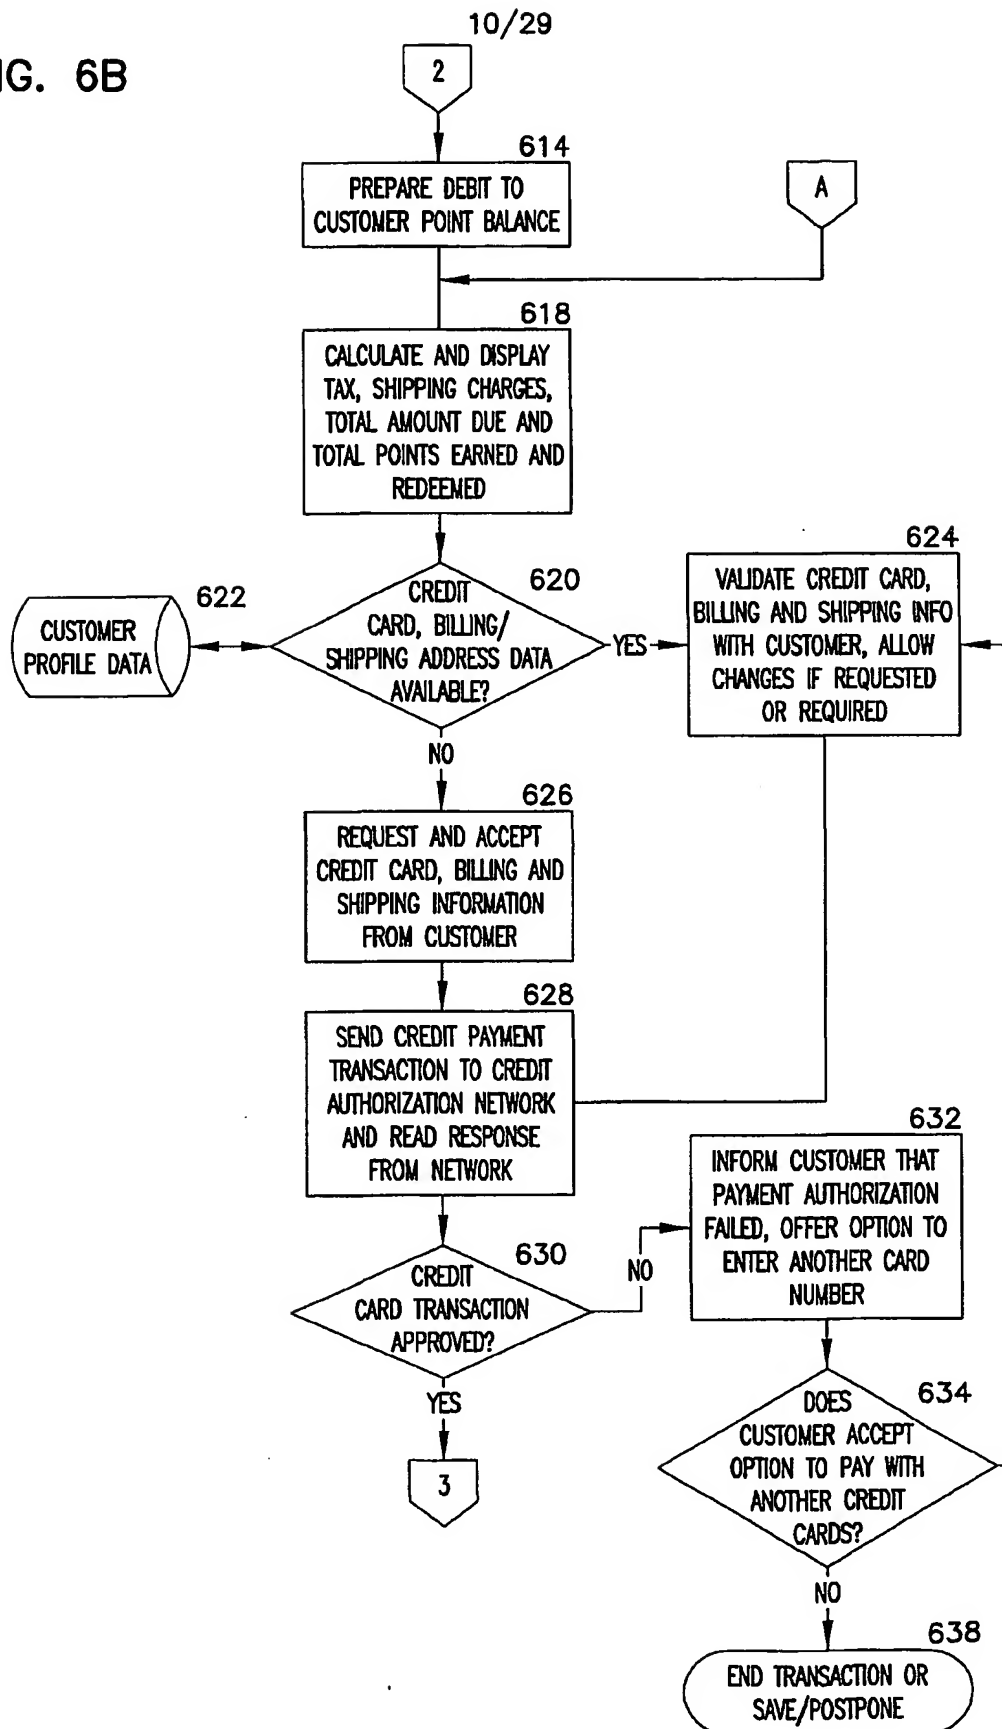 10/29
IG. 6B
2
614
PREPARE DEBIT TO
CUSTOMER POINT BALANCE
A
618
CALCULATE AND DISPLAY
TAX, SHIPPING CHARGES,
TOTAL AMOUNT DUE AND
TOTAL POINTS EARNED AND
REDEEMED
620
CREDIT
CARD, BILLING/
SHIPPING ADDRESS DATA
AVAILABLE?
622
CUSTOMER
PROFILE DATA
YES
624
VALIDATE CREDIT CARD,
BILLING AND SHIPPING INFO
WITH CUSTOMER, ALLOW
CHANGES IF REQUESTED
OR REQUIRED
NO
626
REQUEST AND ACCEPT
CREDIT CARD, BILLING AND
SHIPPING INFORMATION
FROM CUSTOMER
628
SEND CREDIT PAYMENT
TRANSACTION TO CREDIT
AUTHORIZATION NETWORK
AND READ RESPONSE
FROM NETWORK
630
CREDIT
CARD TRANSACTION
APPROVED?
NO
632
INFORM CUSTOMER THAT
PAYMENT AUTHORIZATION
FAILED, OFFER OPTION TO
ENTER ANOTHER CARD
NUMBER
YES
3
634
DOES
CUSTOMER ACCEPT
OPTION TO PAY WITH
ANOTHER CREDIT
CARDS?
NO
638
END TRANSACTION OR
SAVE/POSTPONE